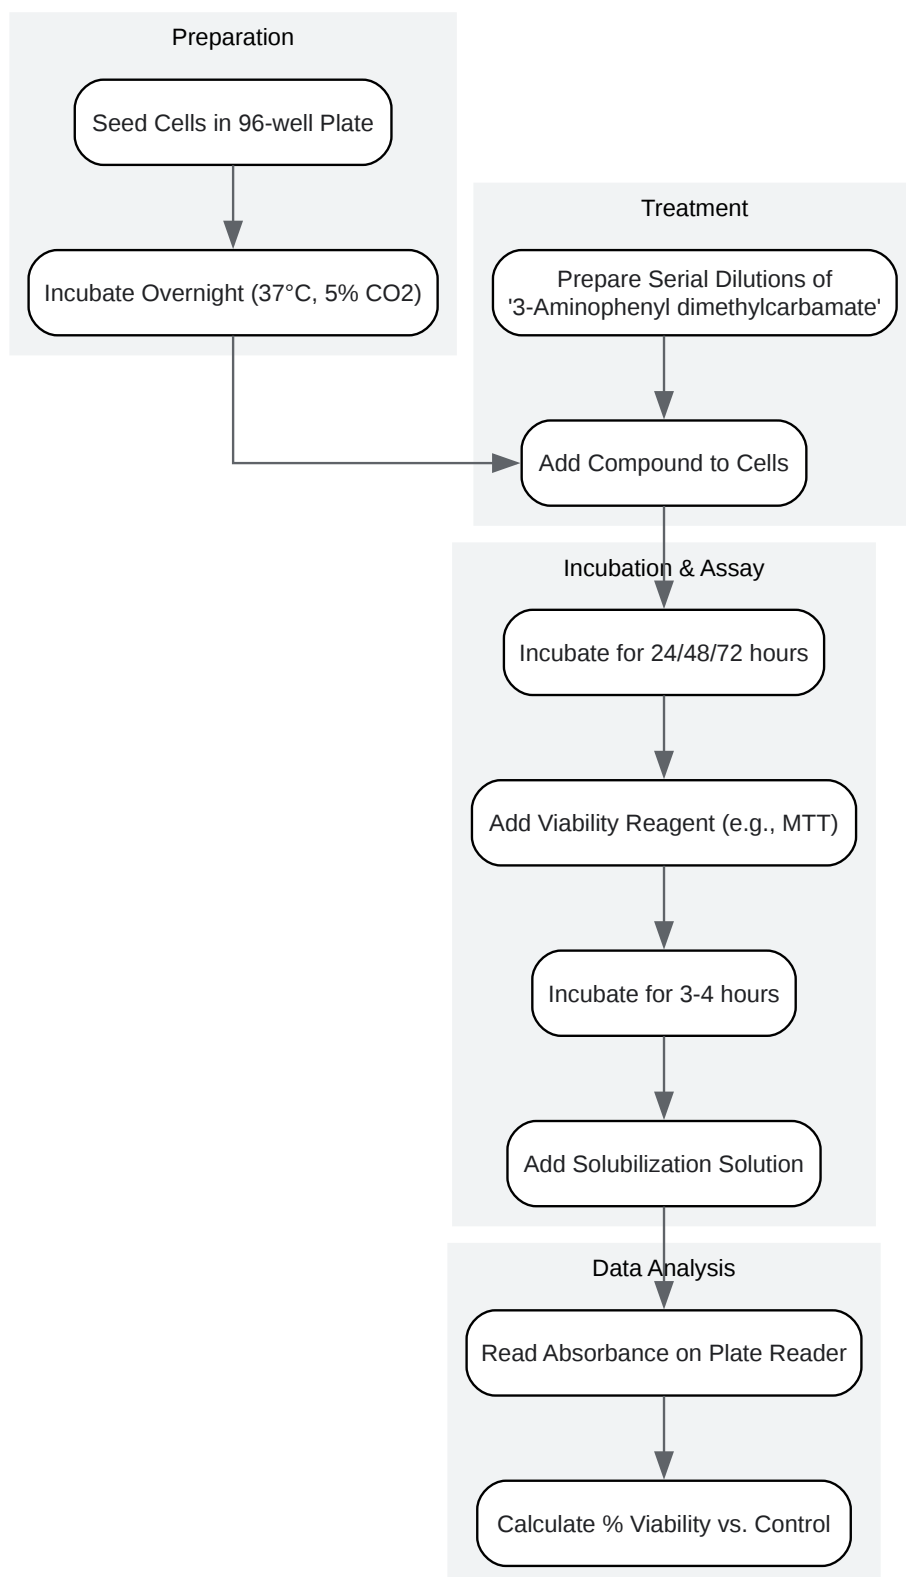 Preparation
Seed Cells in 96-well Plate
Incubate Overnight (37°C, 5% CO2)
Treatment
Prepare Serial Dilutions of
'3-Aminophenyl dimethylcarbamate'
Add Compound to Cells
Incubation & Assay
Incubate for 24/48/72 hours
Add Viability Reagent (e.g., MTT)
Incubate for 3-4 hours
Add Solubilization Solution
Data Analysis
Read Absorbance on Plate Reader
Calculate % Viability vs. Control